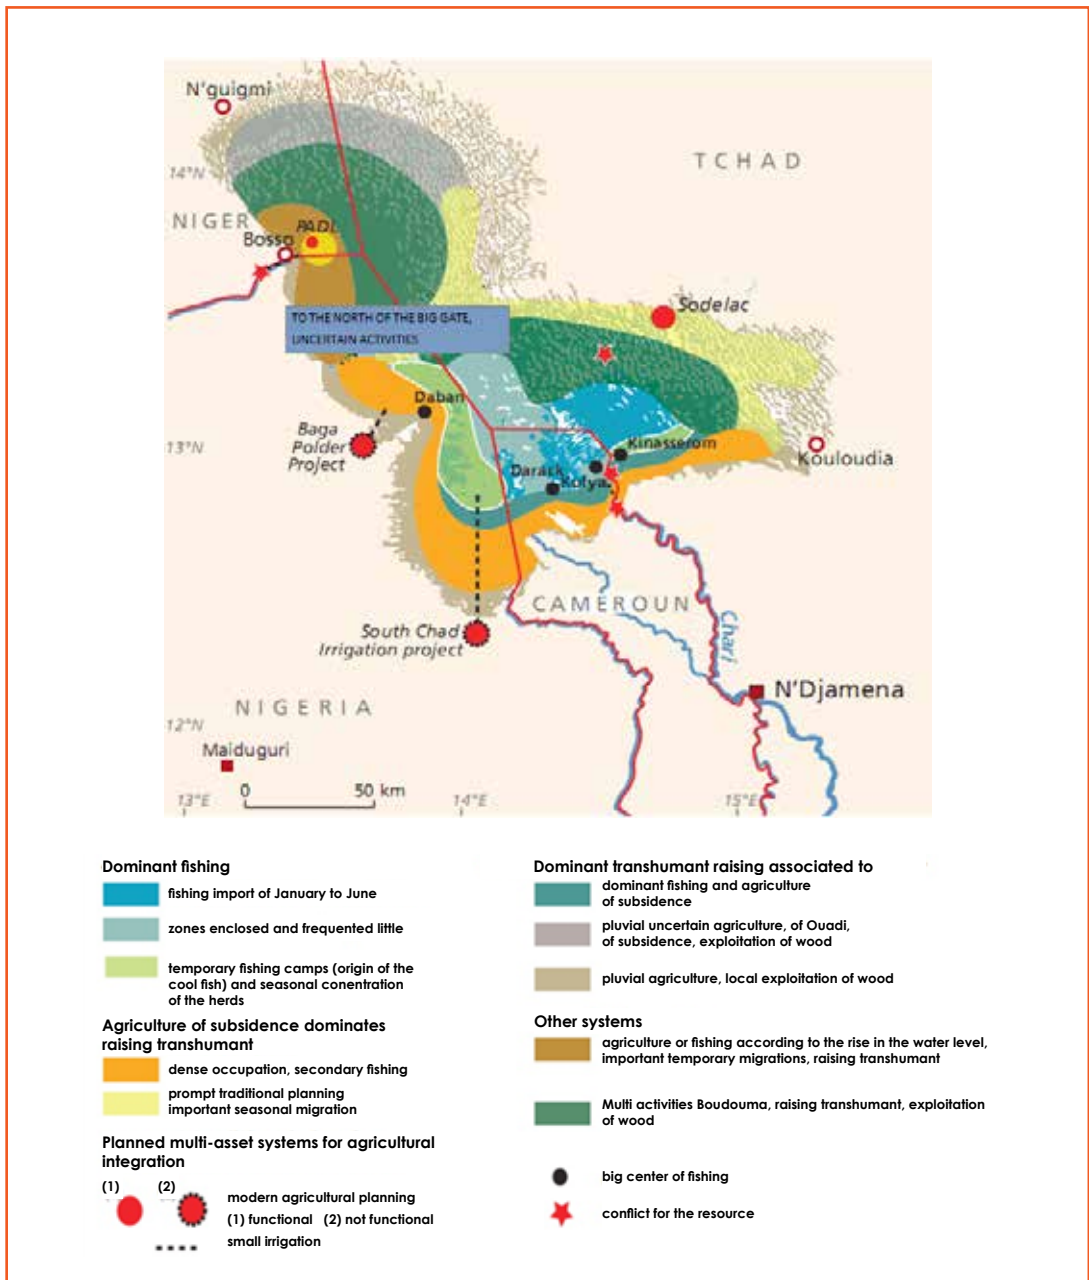 N'guigmi
TCHAD
14°N
NIGER
PADL
Bosso
Sodelac
TO THE NORTH OF THE BIG GATE,
UNCERTAIN ACTIVITIES
Daban
Baga
Polder
Project
13°N
Kinasserom
Kouloudia
Darack
Kofya
CAMEROUN
South Chad
Irrigation project
Chari
N'Djamena
NIGERIA
12°N
Maiduguri
0 50 km
13°E
14°E
15°E
Dominant fishing
fishing import of January to June
zones enclosed and frequented little
temporary fishing camps (origin of the
cool fish) and seasonal conentration
of the herds
Agriculture of subsidence dominates
raising transhumant
dense occupation, secondary fishing
prompt traditional planning
important seasonal migration
Planned multi-asset systems for agricultural
integration
(1) (2)
modern agricultural planning
(1) functional (2) not functional
small irrigation
Dominant transhumant raising associated to
dominant fishing and agriculture
of subsidence
pluvial uncertain agriculture, of Ouadi,
of subsidence, exploitation of wood
pluvial agriculture, local exploitation of wood
Other systems
agriculture or fishing according to the rise in the water level,
important temporary migrations, raising transhumant
Multi activities Boudouma, raising transhumant, exploitation
of wood
big center of fishing
conflict for the resource